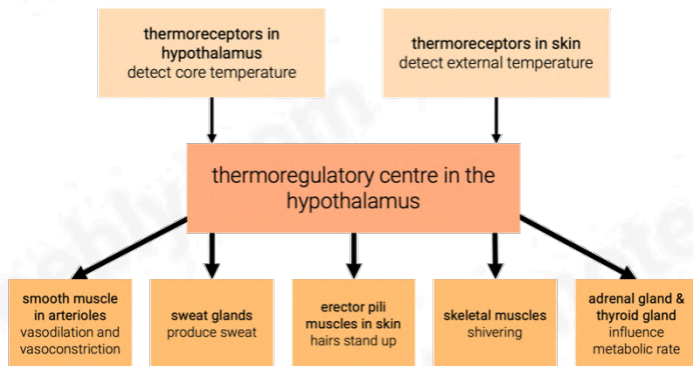 thermoreceptors in
hypothalamus
detect core temperature
thermoreceptors in skin
detect external temperature
thermoregulatory centre in the
hypothalamus
smooth muscle
in arterioles
vasodilation and
vasoconstriction
sweat glands
produce sweat
erector pili
muscles in skin
hairs stand up
skeletal muscles
shivering
adrenal gland &
thyroid gland
influence
metabolic rate